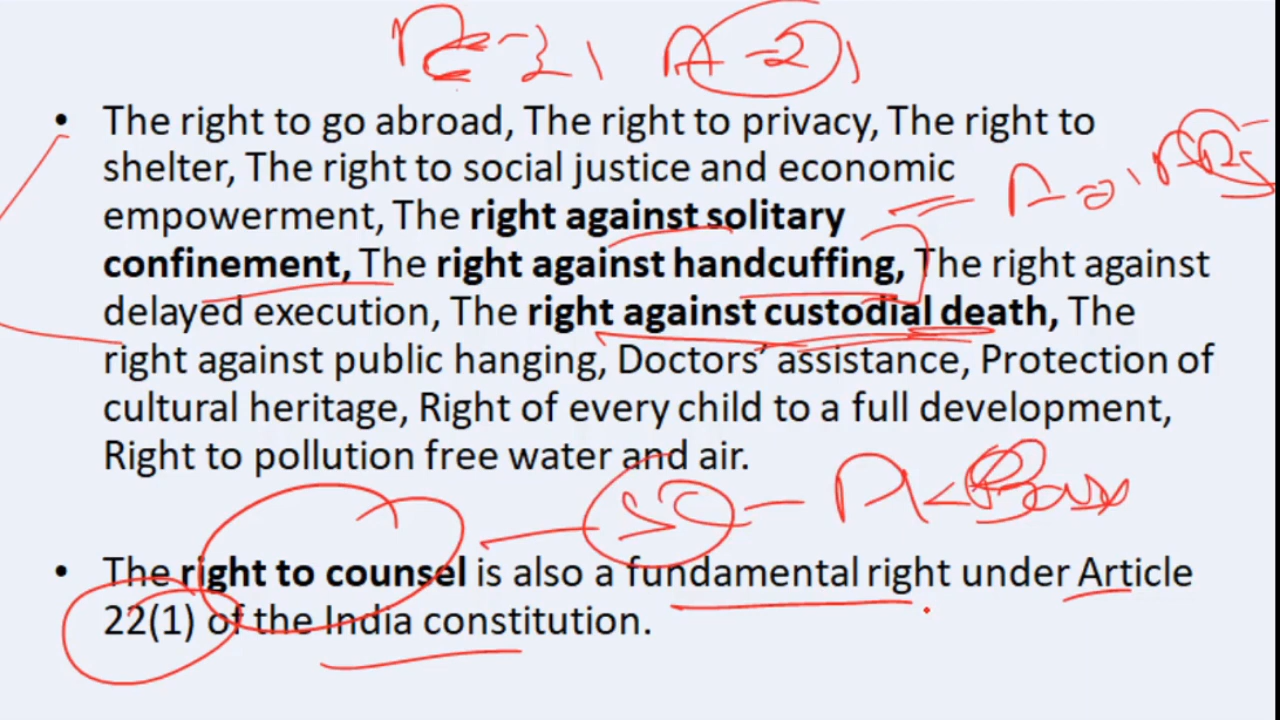 • The right to go abroad, The right to privacy, The right to
shelter, The right to social justice and economic
empowerment, The right against solitary
confinement, The right against handcuffing, The right against
delayed execution, The right against custodial death, The
right against public hanging, Doctors’ assistance, Protection of
cultural heritage, Right of every child to a full development,
Right to pollution free water and air.
SC
• The right to counsel is also a fundamental right under Article
22(1) of the India constitution.